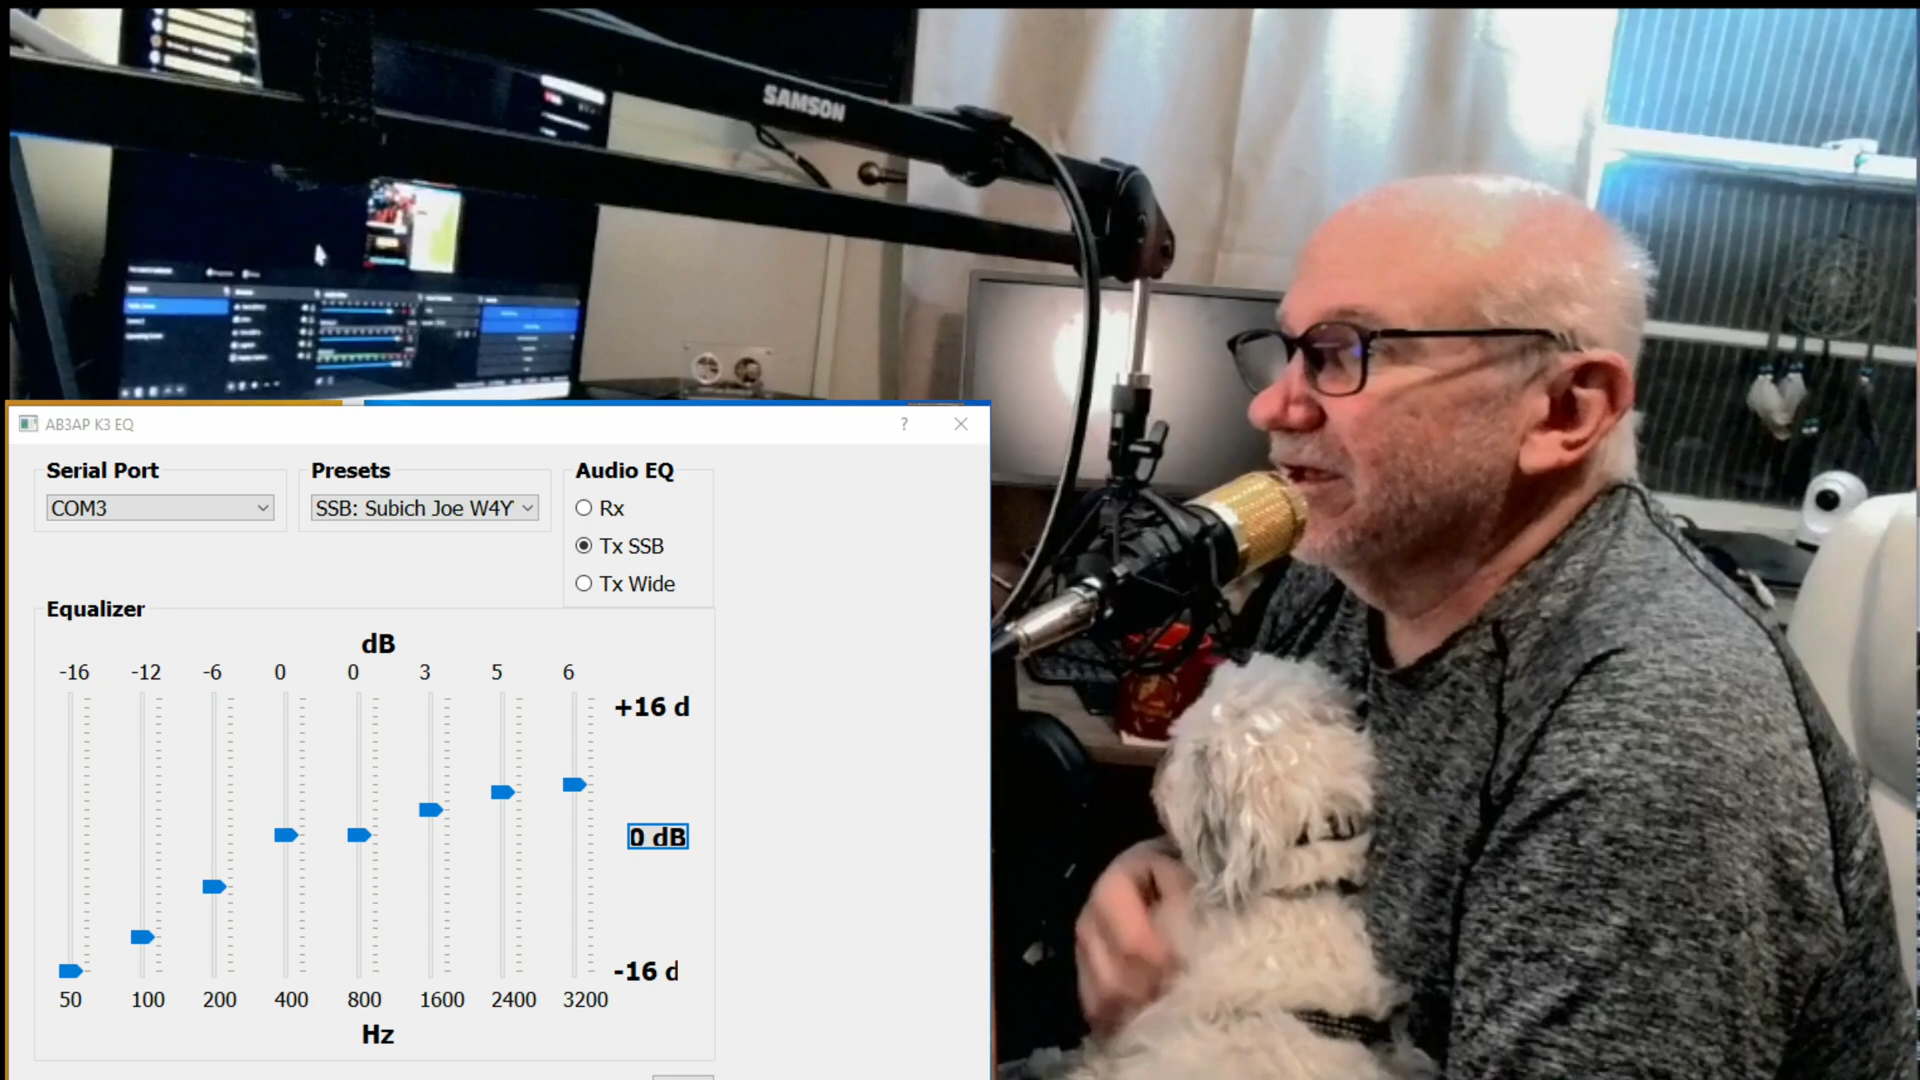 SAMSON
AB3AP K3 EQ
?
Serial Port
Presets
Audio EQ
COM3
SSB: Subich Joe W4Y
Rx
Tx SSB
Tx Wide
Equalizer
dB
-16 -12 -6 0 0 3 5 6
+16 d
0 dB
-16 d
50 100 200 400 800 1600 2400 3200
Hz